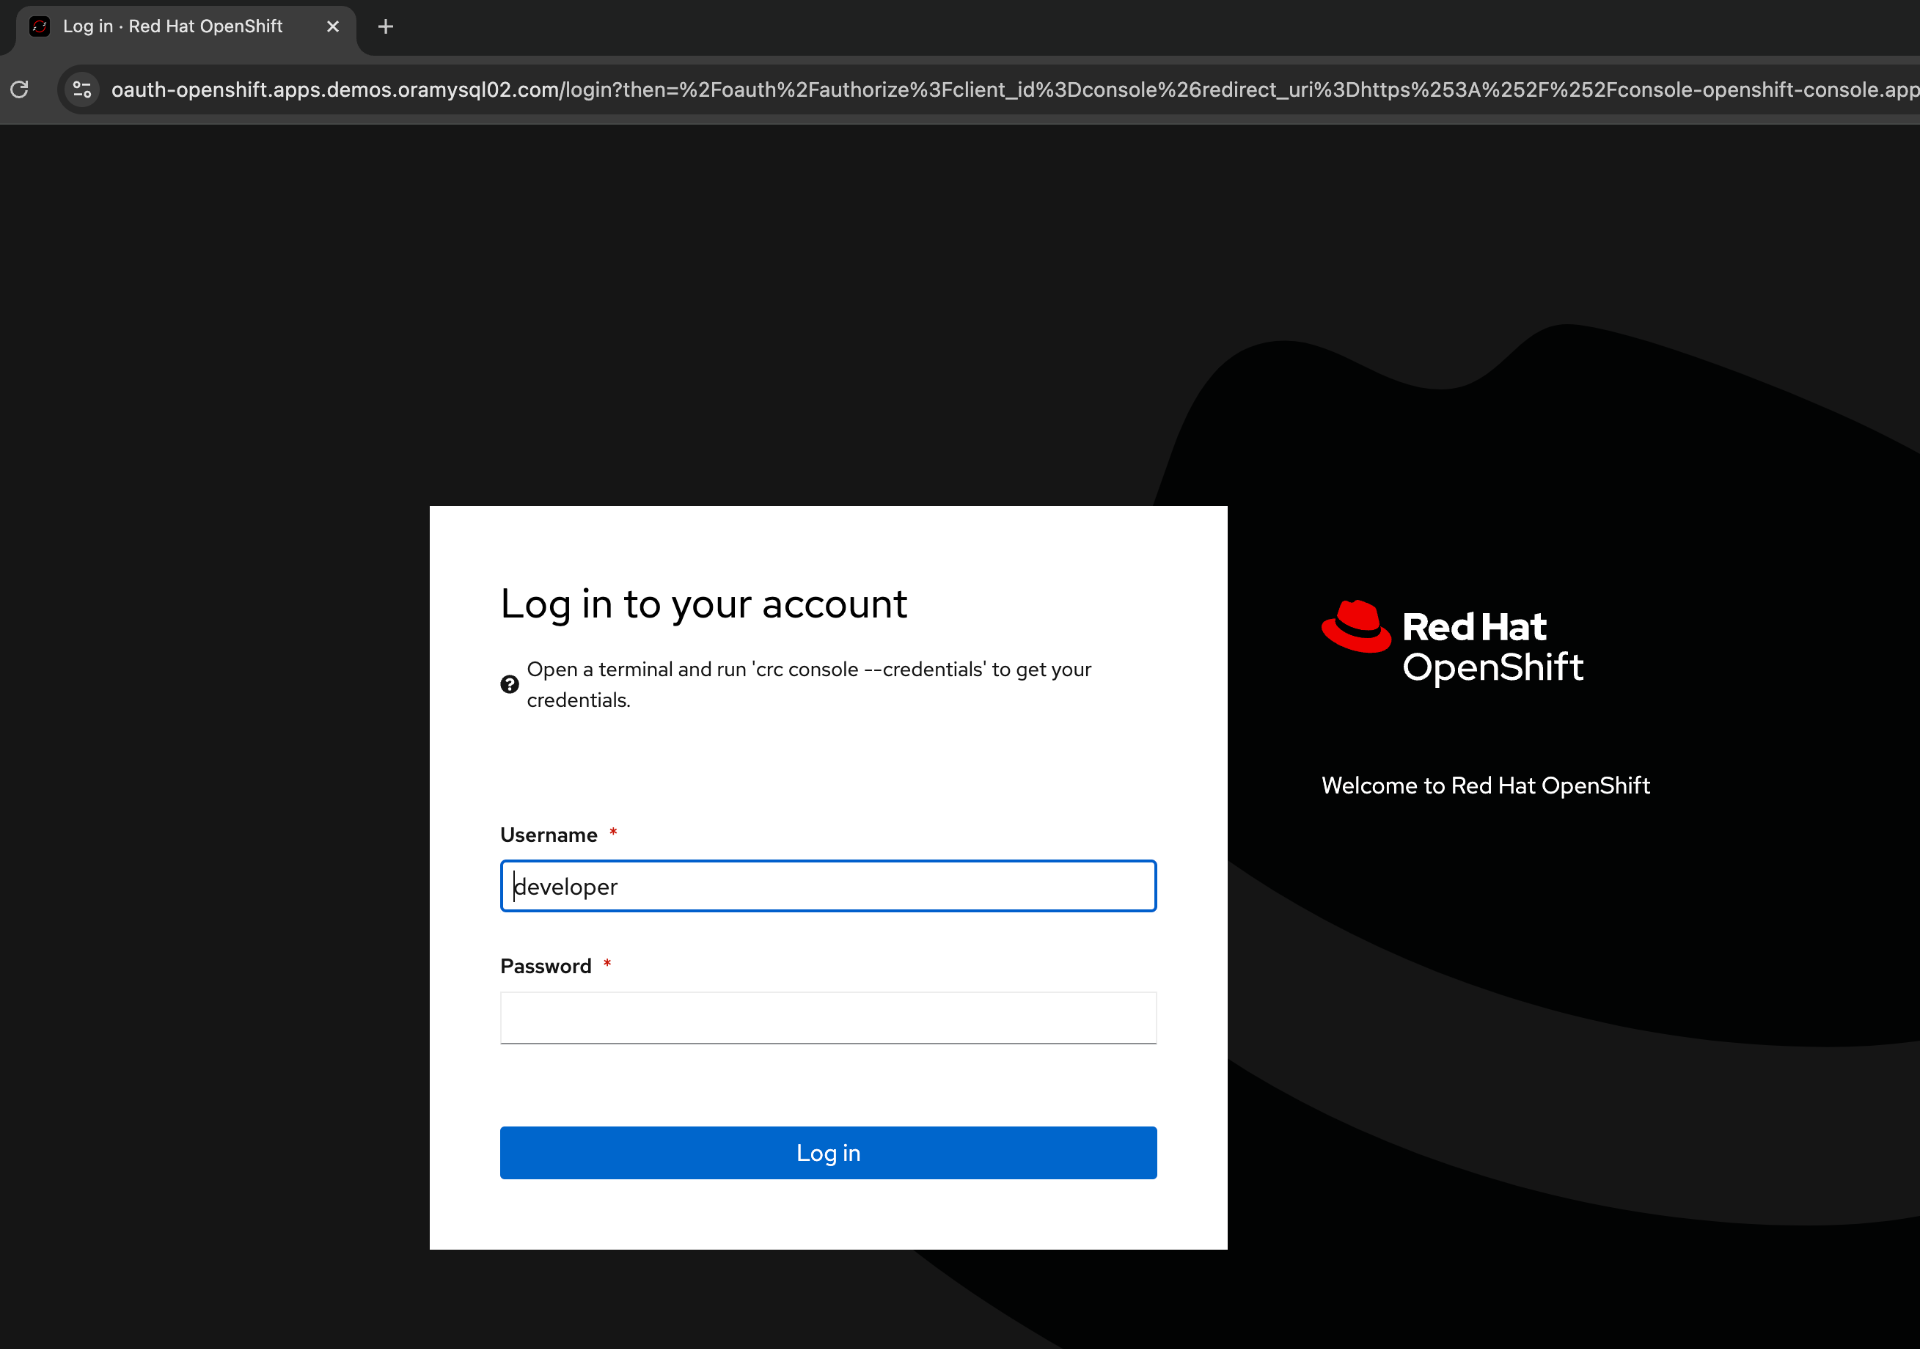 Log in · Red Hat OpenShift
oauth-openshift.apps.demos.oramysql02.com/login?then=%2Foauth%2Fauthorize%3Fclient_id%3Dconsole%26redirect_uri%3Dhttps%253A%252F%252Fconsole-openshift-console.app
Log in to your account
Open a terminal and run 'crc console --credentials' to get your
credentials.
Username *
developer
Password *
Log in
Red Hat
OpenShift
Welcome to Red Hat OpenShift